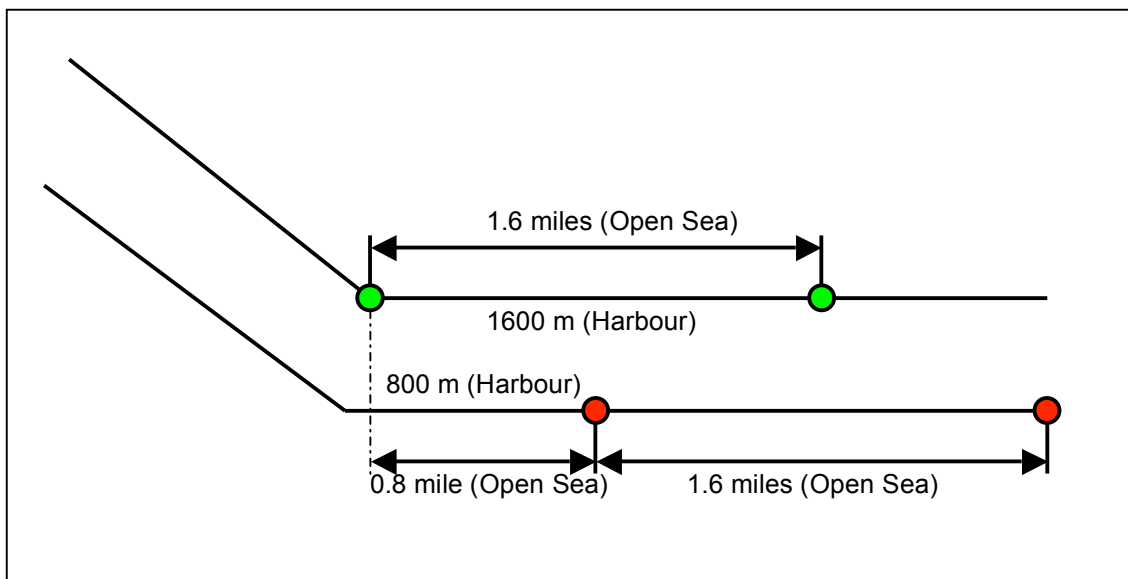 1.6 miles (Open Sea)
1600 m (Harbour)
800 m (Harbour)
0.8 mile (Open Sea)
1.6 miles (Open Sea)